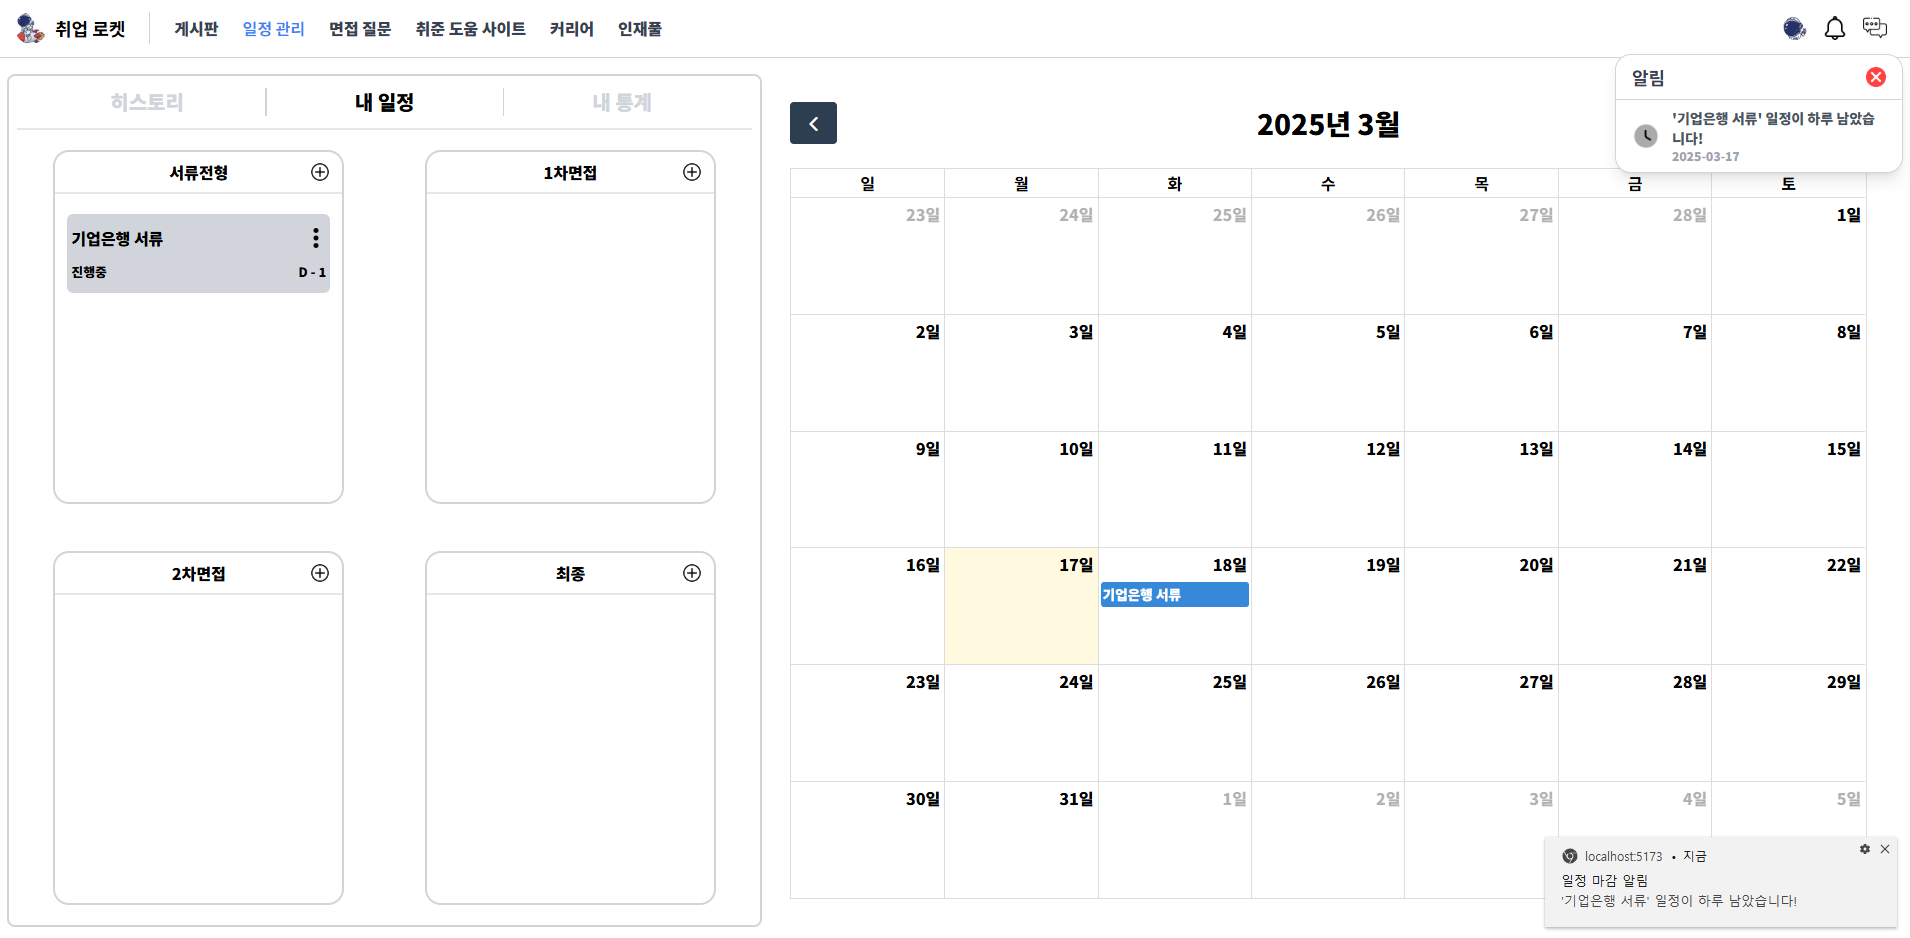 취업 로켓
게시판 일정 관리 면접 질문 취준 도움 사이트 커리어 인재풀
알림
'기업은행 서류' 일정이 하루 남았습
니다!
2025-03-17
히스토리 내 일정 내 통계
서류전형
기업은행 서류
진행중 D - 1
1차면접
2차면접
최종
2025년 3월
일 월 화 수 목 금 토
23일 24일 25일 26일 27일 28일 1일
2일 3일 4일 5일 6일 7일 8일
9일 10일 11일 12일 13일 14일 15일
16일 17일 18일 19일 20일 21일 22일
기업은행 서류
23일 24일 25일 26일 27일 28일 29일
30일 31일 1일 2일 3일 4일 5일
localhost:5173 • 지금
일정 마감 알림
'기업은행 서류' 일정이 하루 남았습니다!